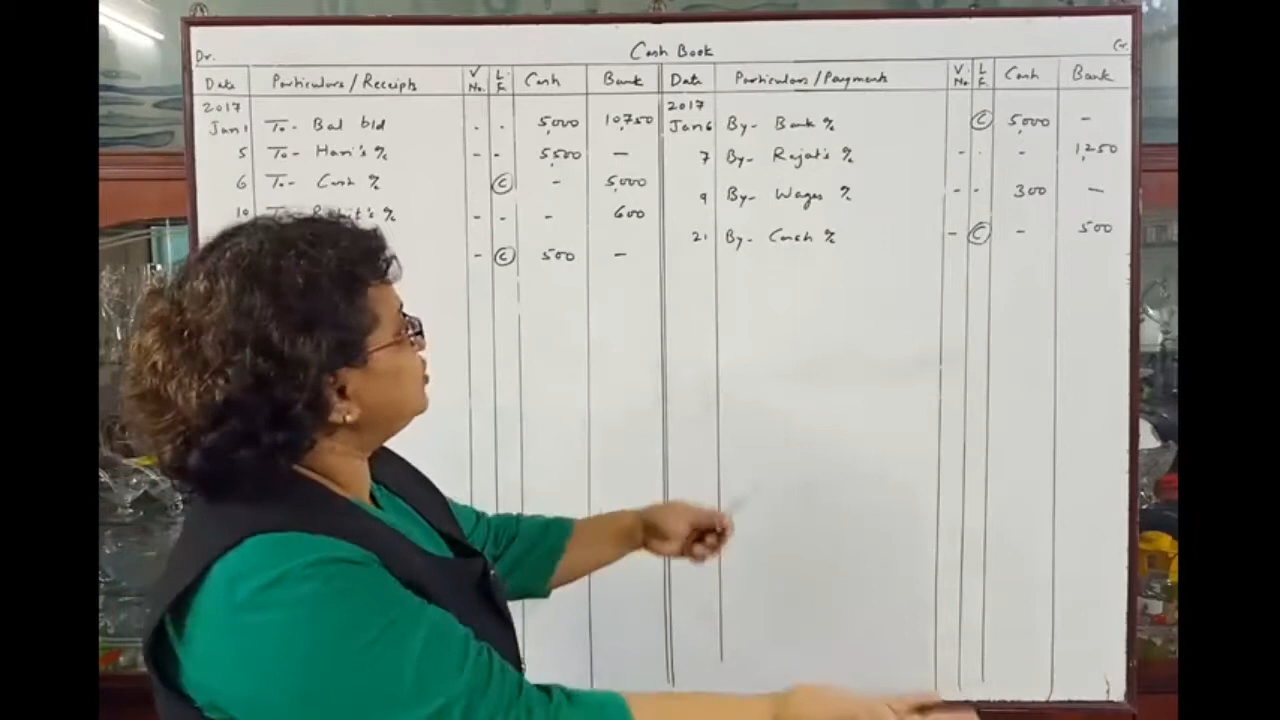 Cash Book
Dr. Cr.
Date Particulars/Receipts V. No. L. F. Cash Bank Date Particulars/Payments V. No. L F. Cash Bank
2017 2017
Jan 1 To- Bal b/d - - 5,000 10,750 Jan 6 By- Bank % C 5,000 -
5 To- Hari's % - - 5,500 - 7 By- Rajat's % - - - 1,250
6 To- Cash % C - 5,000 9 By- Wages % - - 300 -
10 - - - 600 21 By- Cash % - C - 500
- C 500 -